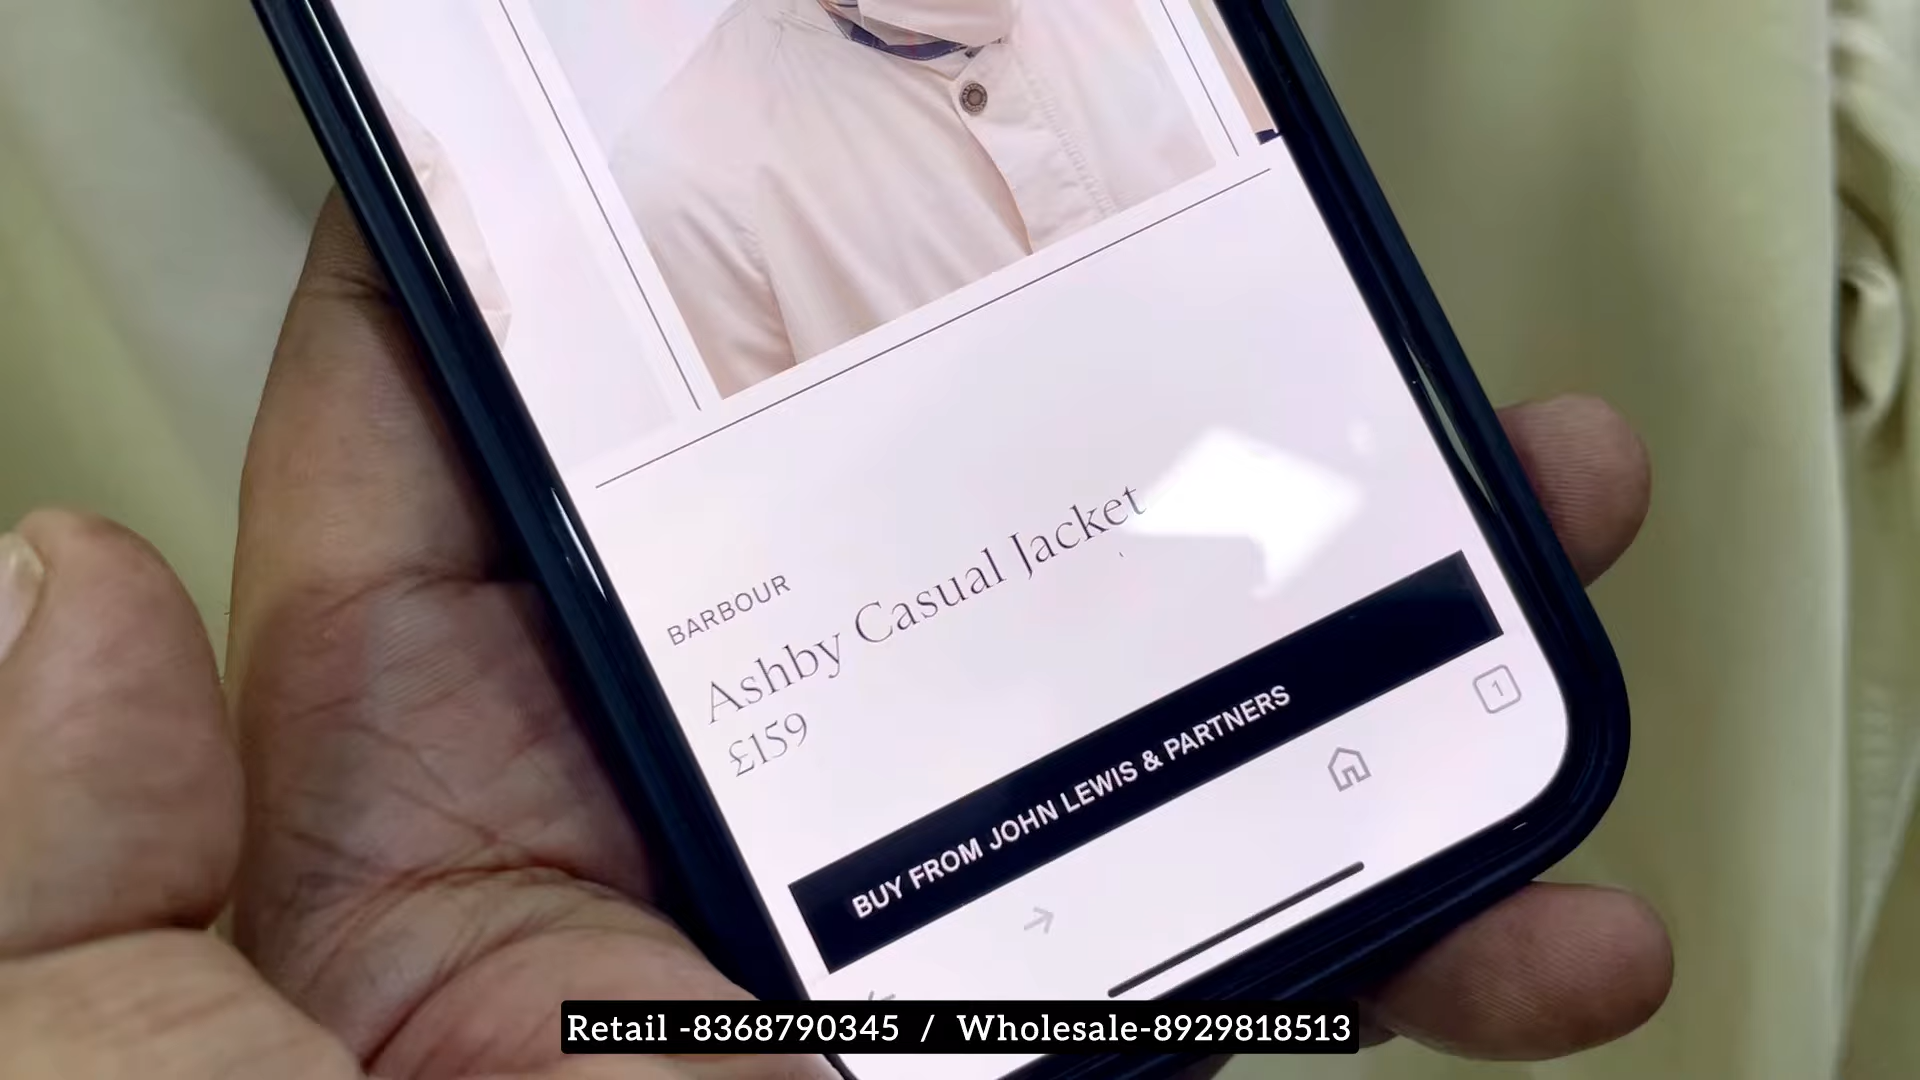 BARBOUR
Ashby Casual Jacket
£159
BUY FROM JOHN LEWIS & PARTNERS
1
Retail -8368790345 / Wholesale-8929818513